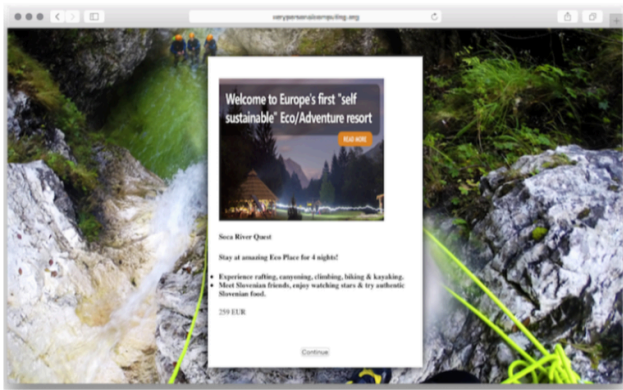 verypersonalcomputing.org
Welcome to Europe's first "self
sustainable" Eco/Adventure resort
READ MORE
Soca River Quest
Stay at amazing Eco Place for 4 nights!
Experience rafting, canyoning, climbing, biking & kayaking.
Meet Slovenian friends, enjoy watching stars & try authentic
Slovenian food.
259 EUR
Continue